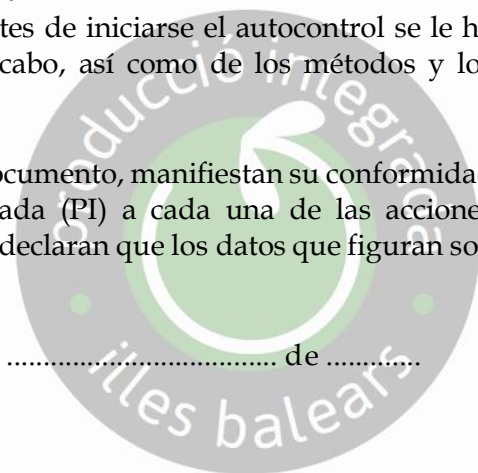 tes de iniciarse el autocontrol se le h
cabo, así como de los métodos y lo
ocumento, manifiestan su conformidad
ada (PI) a cada una de las accione
declaran que los datos que figuran so
.................................... de .............
producció integrada
illes balears